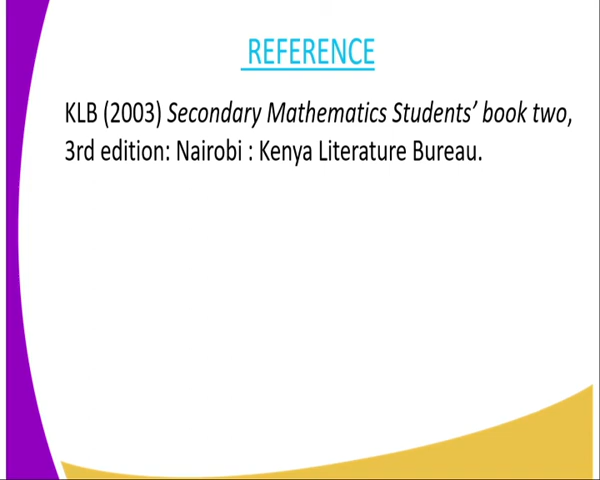 REFERENCE
KLB (2003) Secondary Mathematics Students’ book two,
3rd edition: Nairobi : Kenya Literature Bureau.